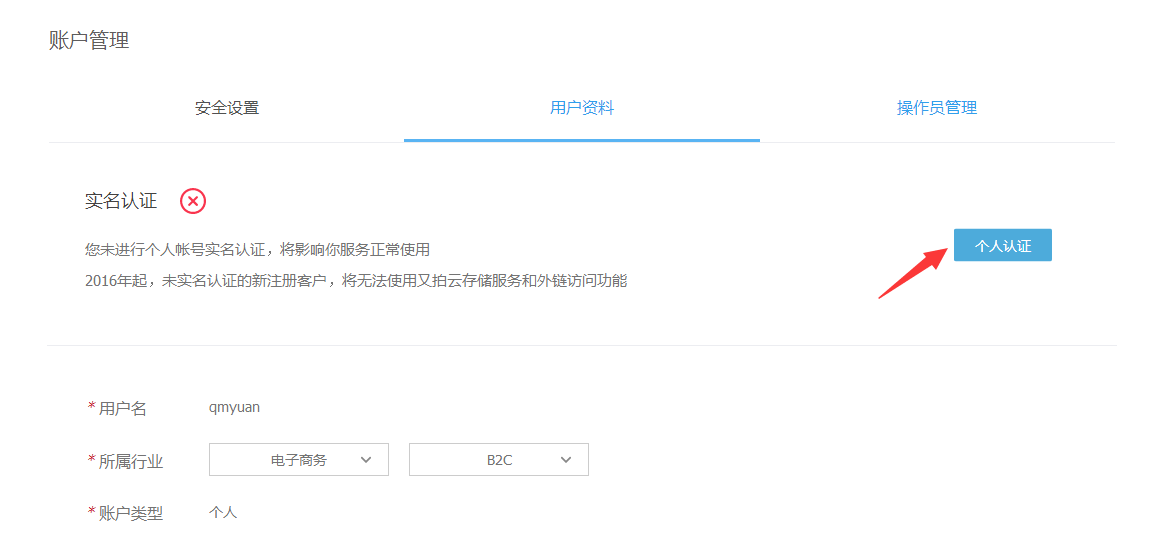 账户管理
安全设置 用户资料 操作员管理
实名认证
您未进行个人帐号实名认证，将影响你服务正常使用
个人认证
2016年起，未实名认证的新注册客户，将无法使用又拍云存储服务和外链访问功能
*用户名 qmyuan
*所属行业 电子商务 B2C
*账户类型 个人